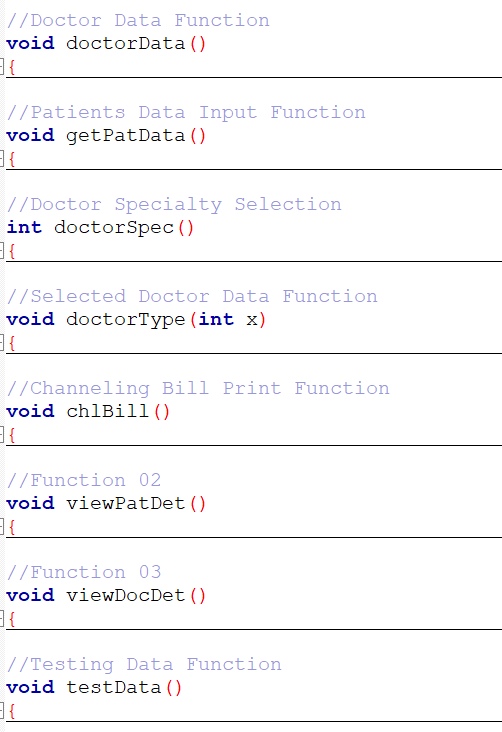 //Doctor Data Function
void doctorData()
{
//Patients Data Input Function
void getPatData()
{
//Doctor Specialty Selection
int doctorSpec()
{
//Selected Doctor Data Function
void doctorType(int x)
{
//Channeling Bill Print Function
void chlBill()
{
//Function 02
void viewPatDet()
{
//Function 03
void viewDocDet()
{
//Testing Data Function
void testData()
{